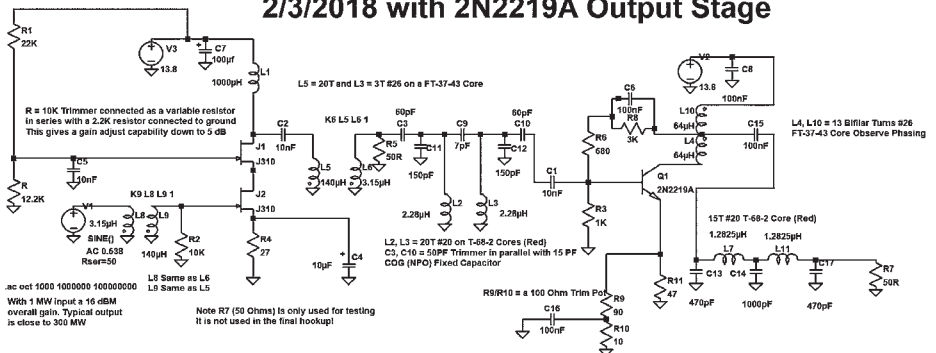 2/3/2018 with 2N2219A Output Stage
R1
22K
V3
13.8
C7
100µf
L1
1000µH
L5 = 20T and L3 = 3T #26 on a FT-37-43 Core
V2
13.8
C8
100nF
R = 10K Trimmer connected as a variable resistor
in series with a 2.2K resistor connected to ground
This gives a gain adjust capability down to 5 dB
J1
J310
C2
10nF
K6 L5 L6 1
L5
140µH
L6
3.15µH
R5
50R
60pF
C3
C11
150pF
C9
7pF
60pF
C10
C12
150pF
C6
100nF
R8
3K
R6
680
L10
64µH
L4
64µH
C15
100nF
L4, L10 = 13 Bifilar Turns #26
FT-37-43 Core Observe Phasing
C5
10nF
R
12.2K
V1
3.15µH
SINE()
AC 0.638
Rser=50
K9 L8 L9 1
L8
L9
140µH
R2
10K
J2
J310
R4
27
C4
10µF
L2
2.28µH
L3
2.28µH
C1
10nF
Q1
2N2219A
R3
1K
L8 Same as L6
L9 Same as L5
L2, L3 = 20T #20 on T-68-2 Cores (Red)
C3, C10 = 50PF Trimmer in parallel with 15 PF
COG (NPO) Fixed Capacitor
15T #20 T-68-2 Core (Red)
1.2825µH
1.2825µH
L7
L11
C13
470pF
C14
1000pF
C17
470pF
R7
50R
.ac oct 1000 1000000 100000000
With 1 MW input a 16 dBM
overall gain. Typical output
is close to 300 MW
Note R7 (50 Ohms) is only used for testing
It is not used in the final hookup!
R9/R10 = a 100 Ohm Trim Pot
R9
90
R10
10
C16
100nF
R11
47